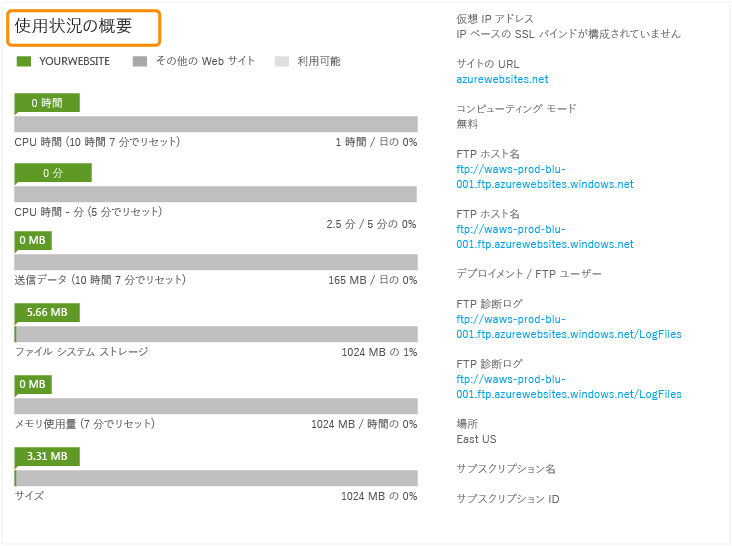 使用状況の概要
YOURWEBSITE
その他の Web サイト
利用可能
0 時間
CPU 時間 (10 時間 7 分でリセット)
1 時間 / 日の 0%
0 分
CPU 時間 - 分 (5 分でリセット)
2.5 分 / 5 分の 0%
0 MB
送信データ (10 時間 7 分でリセット)
165 MB / 日の 0%
5.66 MB
ファイル システム ストレージ
1024 MB の 1%
0 MB
メモリ使用量 (7 分でリセット)
1024 MB / 時間の 0%
3.31 MB
サイズ
1024 MB の 0%
仮想 IP アドレス
IP ベースの SSL バインドが構成されていません
サイトの URL
azurewebsites.net
コンピューティング モード
無料
FTP ホスト名
ftp://waws-prod-blu-
001.ftp.azurewebsites.windows.net
FTP ホスト名
ftp://waws-prod-blu-
001.ftp.azurewebsites.windows.net
デプロイメント / FTP ユーザー
FTP 診断ログ
ftp://waws-prod-blu-
001.ftp.azurewebsites.windows.net/LogFiles
FTP 診断ログ
ftp://waws-prod-blu-
001.ftp.azurewebsites.windows.net/LogFiles
場所
East US
サブスクリプション名
サブスクリプション ID